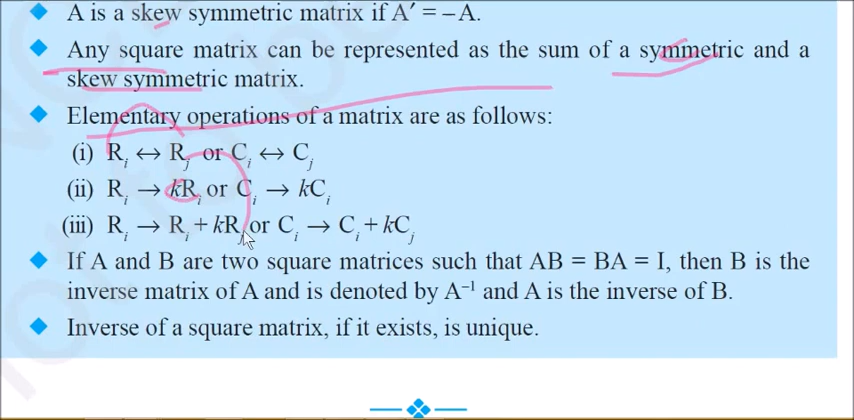 ◆ A is a skew symmetric matrix if A′ = –A.
◆ Any square matrix can be represented as the sum of a symmetric and a
skew symmetric matrix.
◆ Elementary operations of a matrix are as follows:
(i) Rᵢ ↔ Rⱼ or Cᵢ ↔ Cⱼ
(ii) Rᵢ → kRᵢ or Cᵢ → kCᵢ
(iii) Rᵢ → Rᵢ + kRⱼ or Cᵢ → Cᵢ + kCⱼ
◆ If A and B are two square matrices such that AB = BA = I, then B is the
inverse matrix of A and is denoted by A⁻¹ and A is the inverse of B.
◆ Inverse of a square matrix, if it exists, is unique.